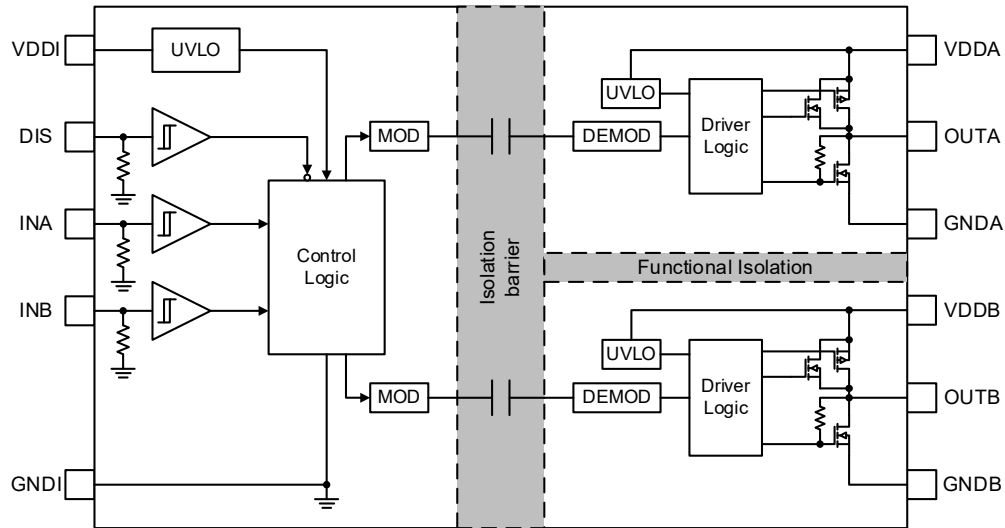 VDDI
DIS
INA
INB
GNDI
UVLO
Control
Logic
MOD
MOD
Isolation
barrier
Functional Isolation
UVLO
DEMOD
Driver
Logic
VDDA
OUTA
GNDA
UVLO
DEMOD
Driver
Logic
VDDB
OUTB
GNDB